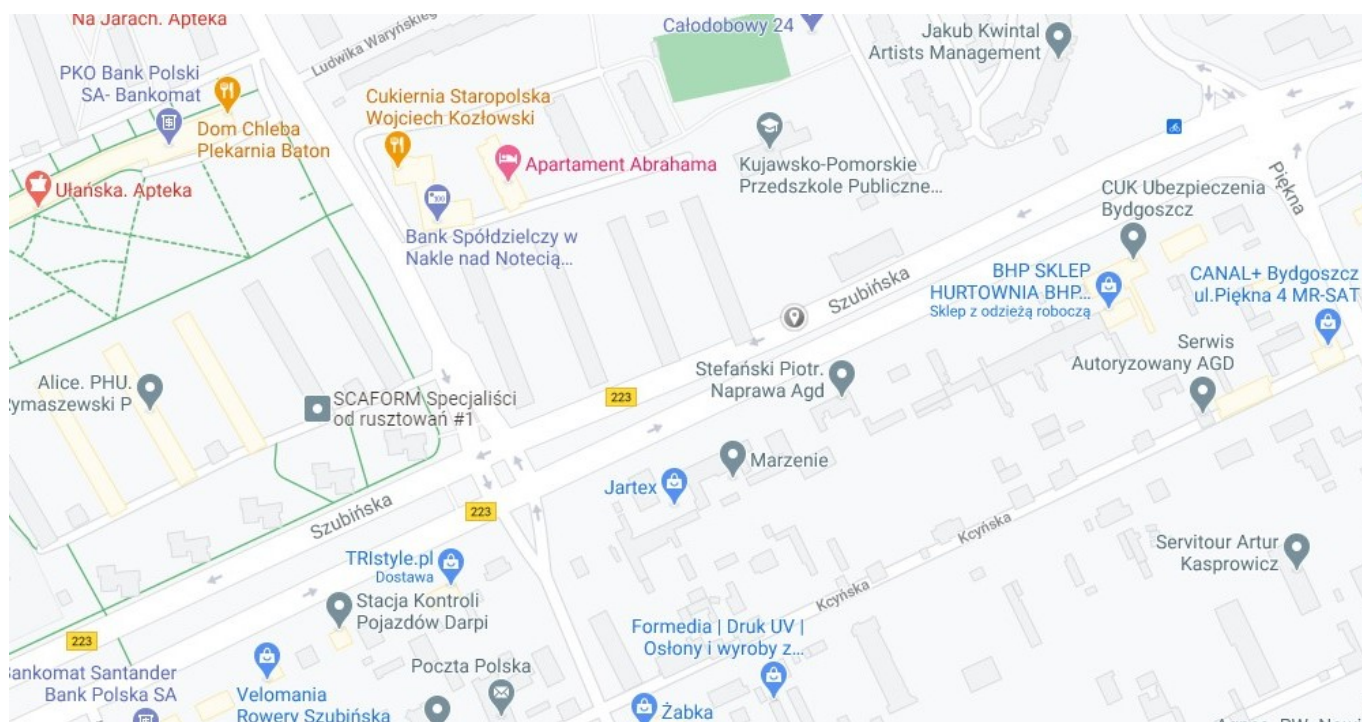 Na Jarach. Apteka
Ludwika Waryńskieg
Całodobowy 24
Jakub Kwintal
Artists Management
PKO Bank Polski
SA- Bankomat
Cukiernia Staropolska
Wojciech Kozłowski
Dom Chleba
Piekarnia Baton
Apartament Abrahama
Kujawsko-Pomorskie
Przedszkole Publiczne...
Piękna
Ułańska. Apteka
CUK Ubezpieczenia
Bydgoszcz
Bank Spółdzielczy w
Nakle nad Notecią...
Szubińska
BHP SKLEP
HURTOWNIA BHP...
Sklep z odzieżą roboczą
CANAL+ Bydgoszcz
ul.Piękna 4 MR-SAT
Serwis
Autoryzowany AGD
Stefański Piotr.
Naprawa Agd
Alice. PHU.
ymaszewski P
SCAFORM Specjaliści
od rusztowań #1
223
Marzenie
Jartex
Szubińska
223
Kcyńska
Servitour Artur
Kasprowicz
TRIstyle.pl
Dostawa
Stacja Kontroli
Pojazdów Darpi
Kcyńska
223
Formedia | Druk UV |
Osłony i wyroby z...
ankomat Santander
Bank Polska SA
Poczta Polska
Velomania
Rowery Szubińska
Żabka